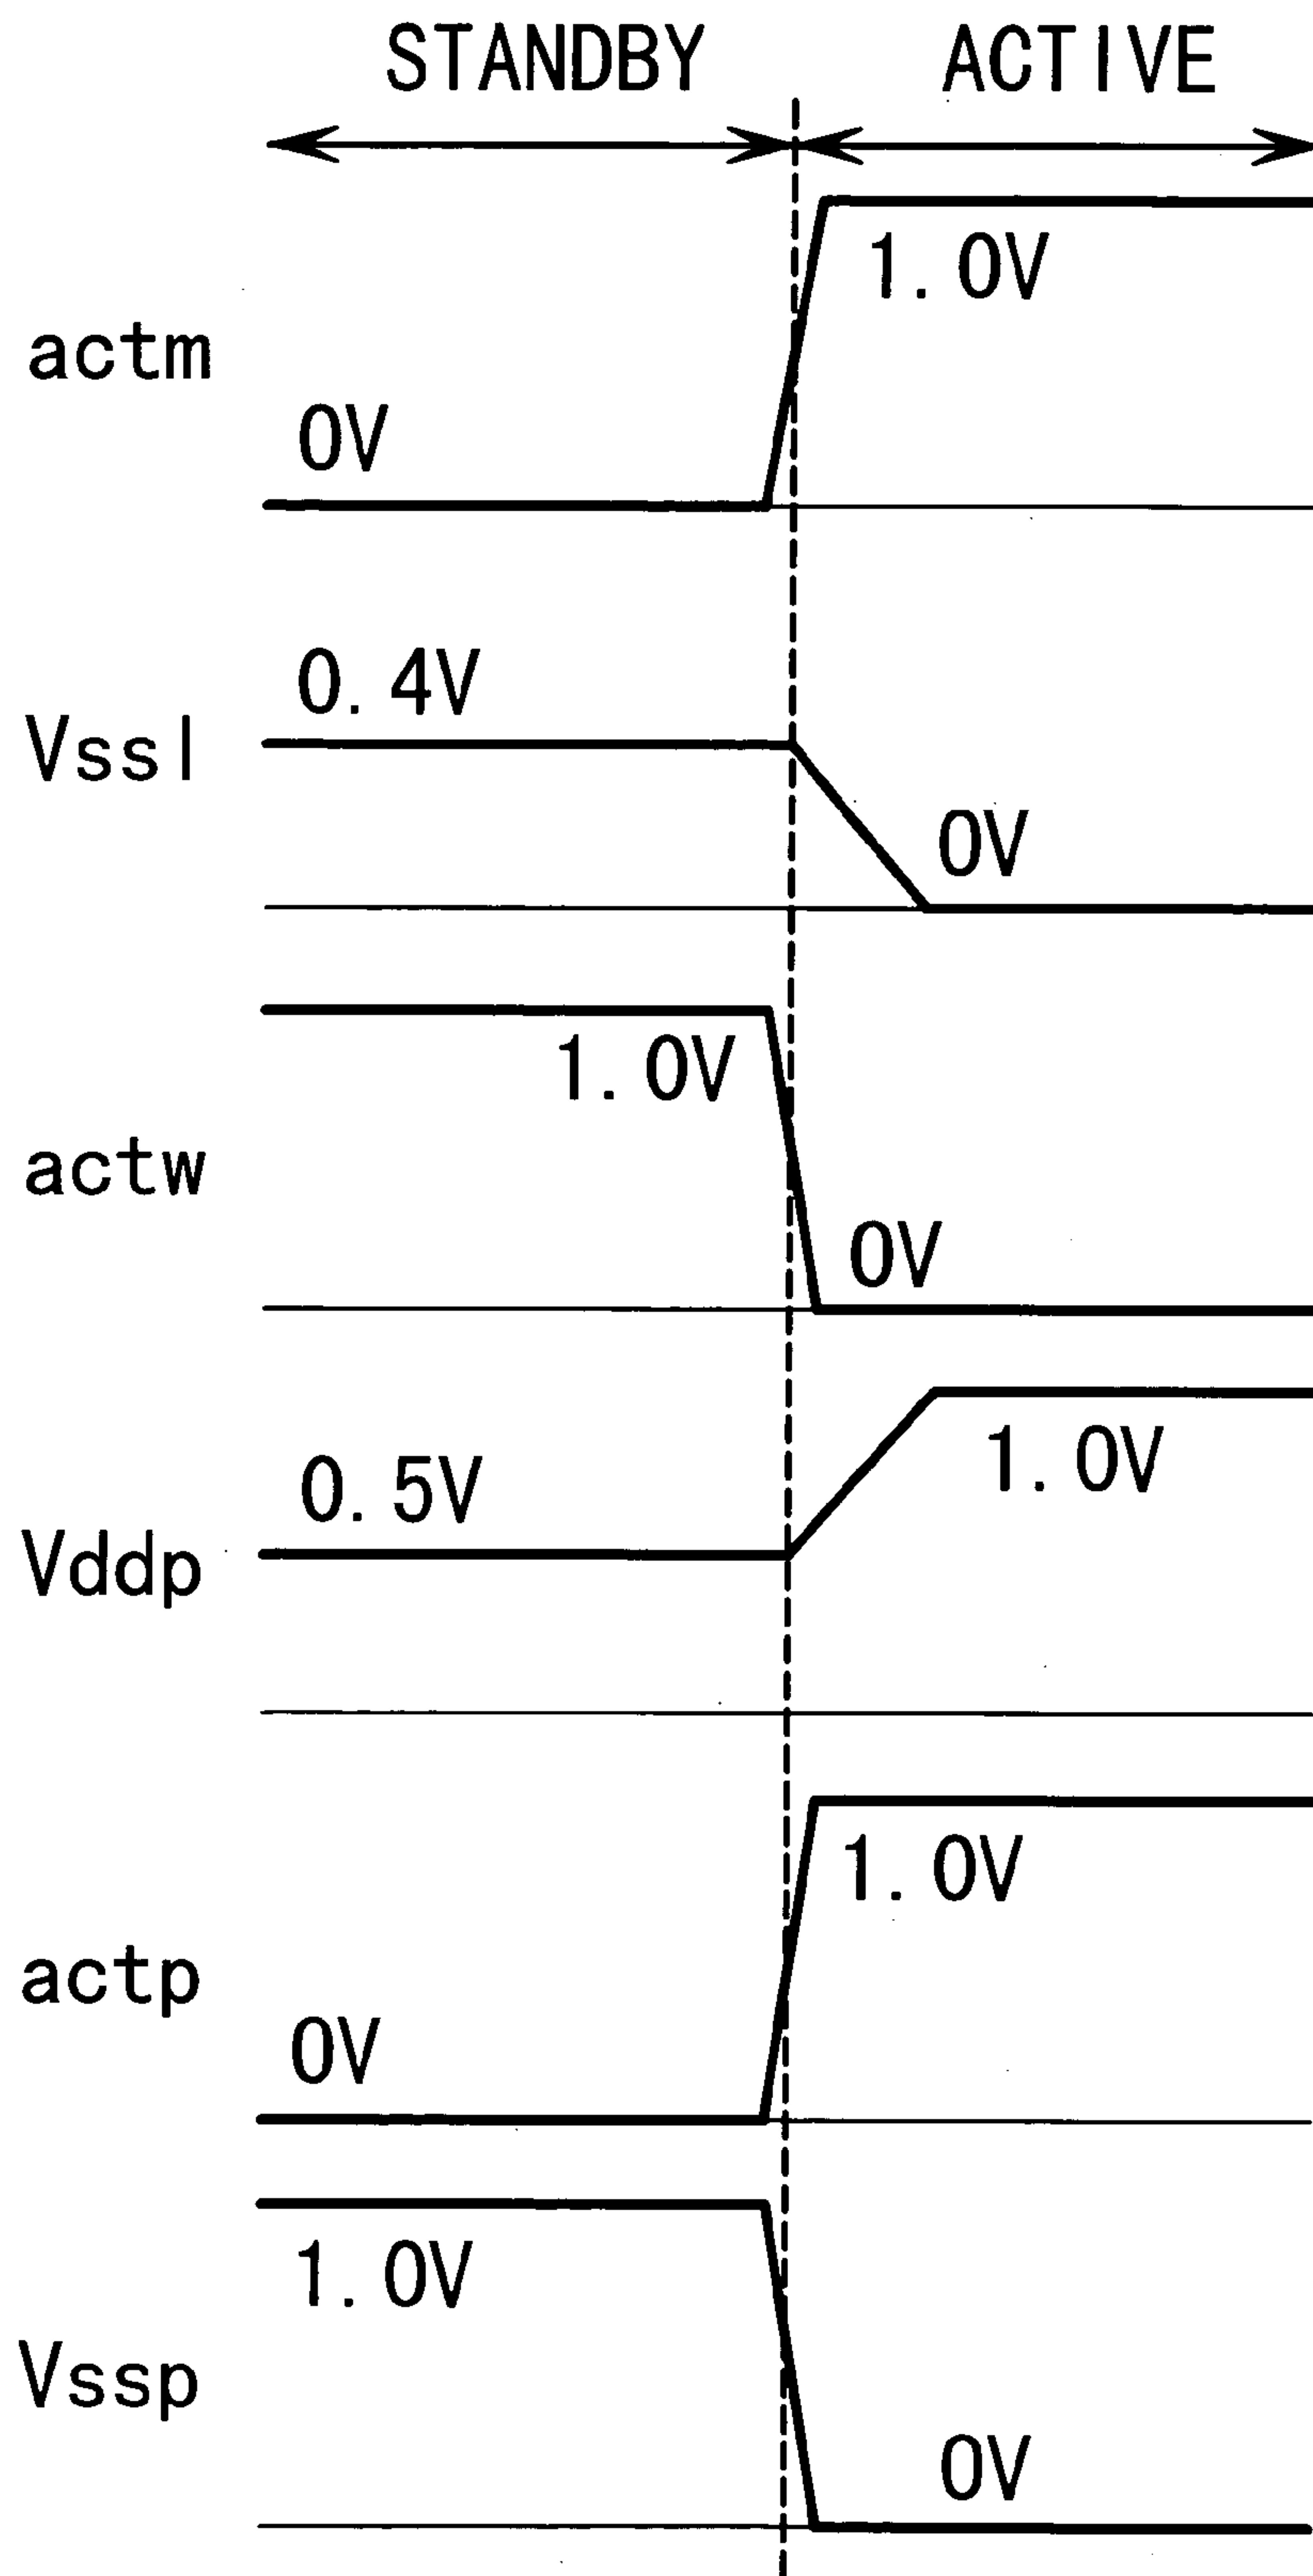 STANDBY ACTIVE
1.0V
actm
0V
0.4V
Vssl
0V
1.0V
actw
0V
1.0V
0.5V
Vddp
1.0V
actp
0V
1.0V
Vssp
0V